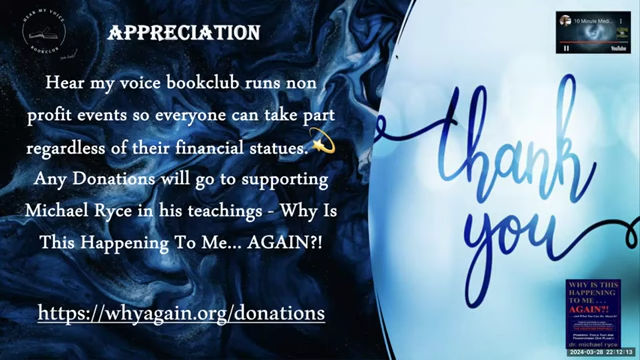 HEAR MY VOICE
BOOKCLUB
APPRECIATION
Hear my voice bookclub runs non
profit events so everyone can take part
regardless of their financial statues.
Any Donations will go to supporting
Michael Ryce in his teachings - Why Is
This Happening To Me... AGAIN?!
https://whyagain.org/donations
thank
you
10 Minute Medi...
YouTube
WHY IS THIS
HAPPENING
TO ME . . .
AGAIN?!
dr. michael ryce
2024-03-28 22:12:13